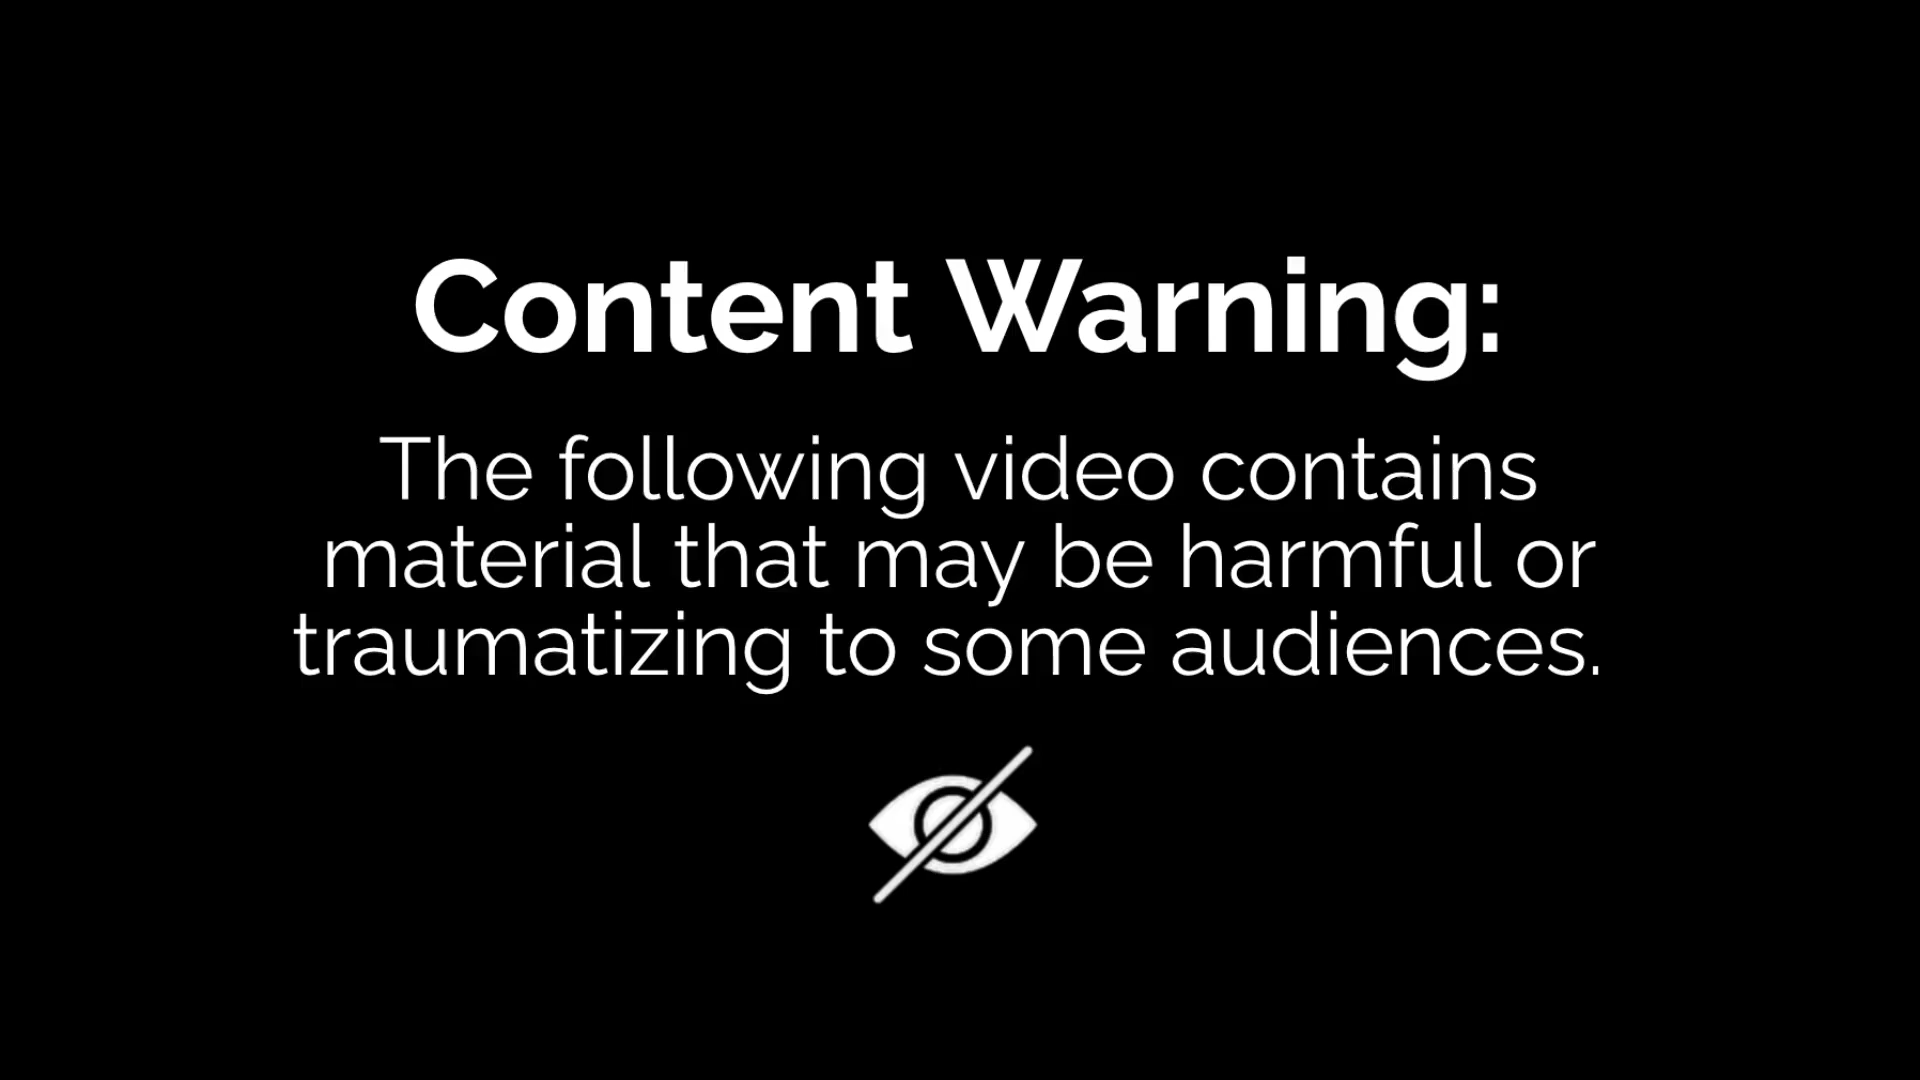 Content Warning:
The following video contains
material that may be harmful or
traumatizing to some audiences.